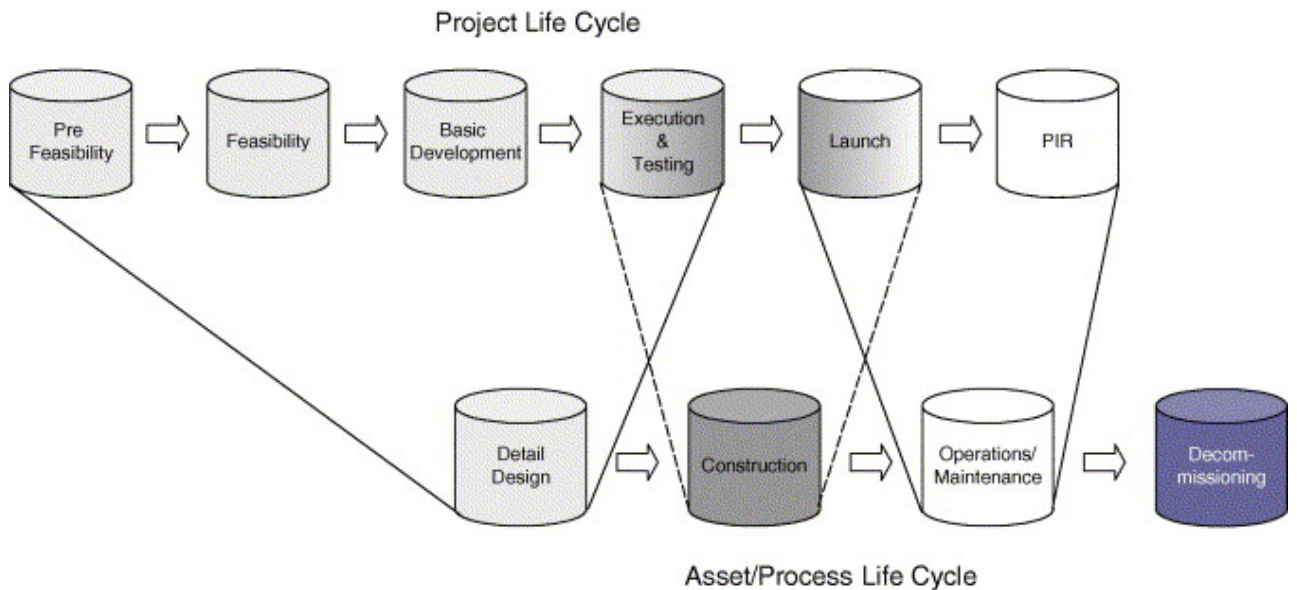 Project Life Cycle
Pre
Feasibility
Feasibility
Basic
Development
Execution
&
Testing
Launch
PIR
Detail
Design
Construction
Operations/
Maintenance
Decom-
missioning
Asset/Process Life Cycle